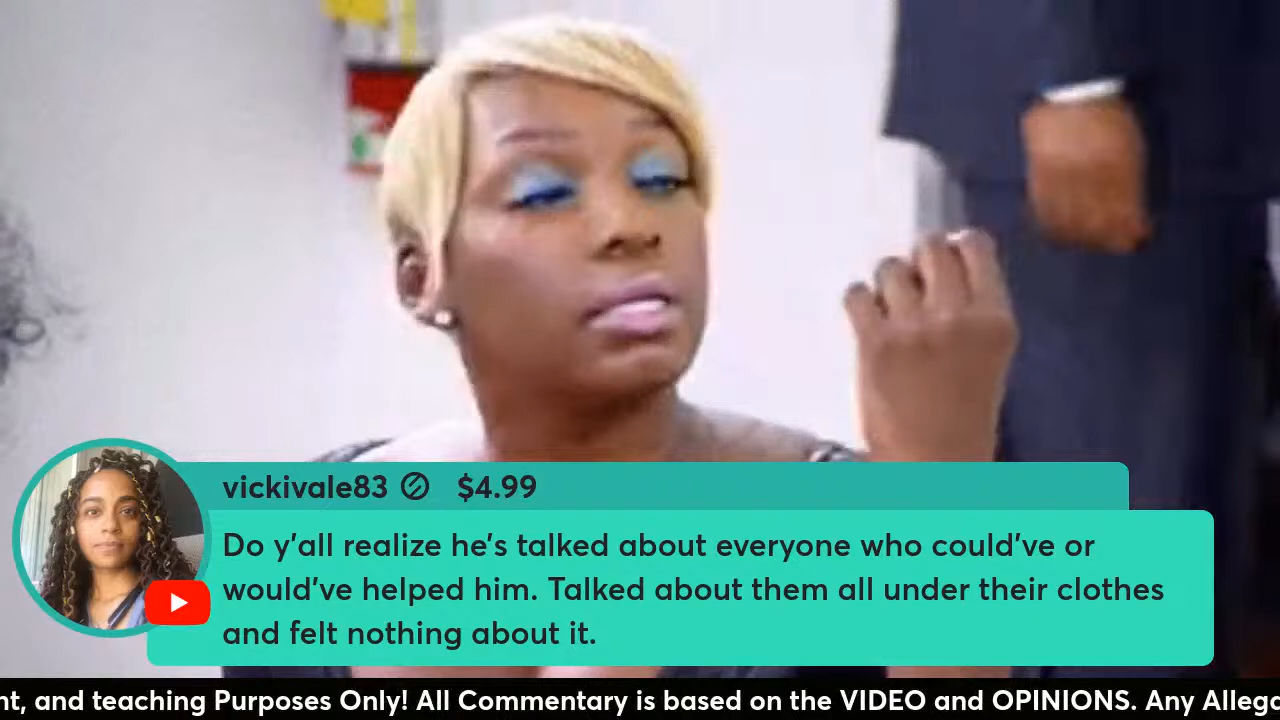 vickivale83 $4.99
Do y'all realize he's talked about everyone who could've or
would've helped him. Talked about them all under their clothes
and felt nothing about it.
nt, and teaching Purposes Only! All Commentary is based on the VIDEO and OPINIONS. Any Allega